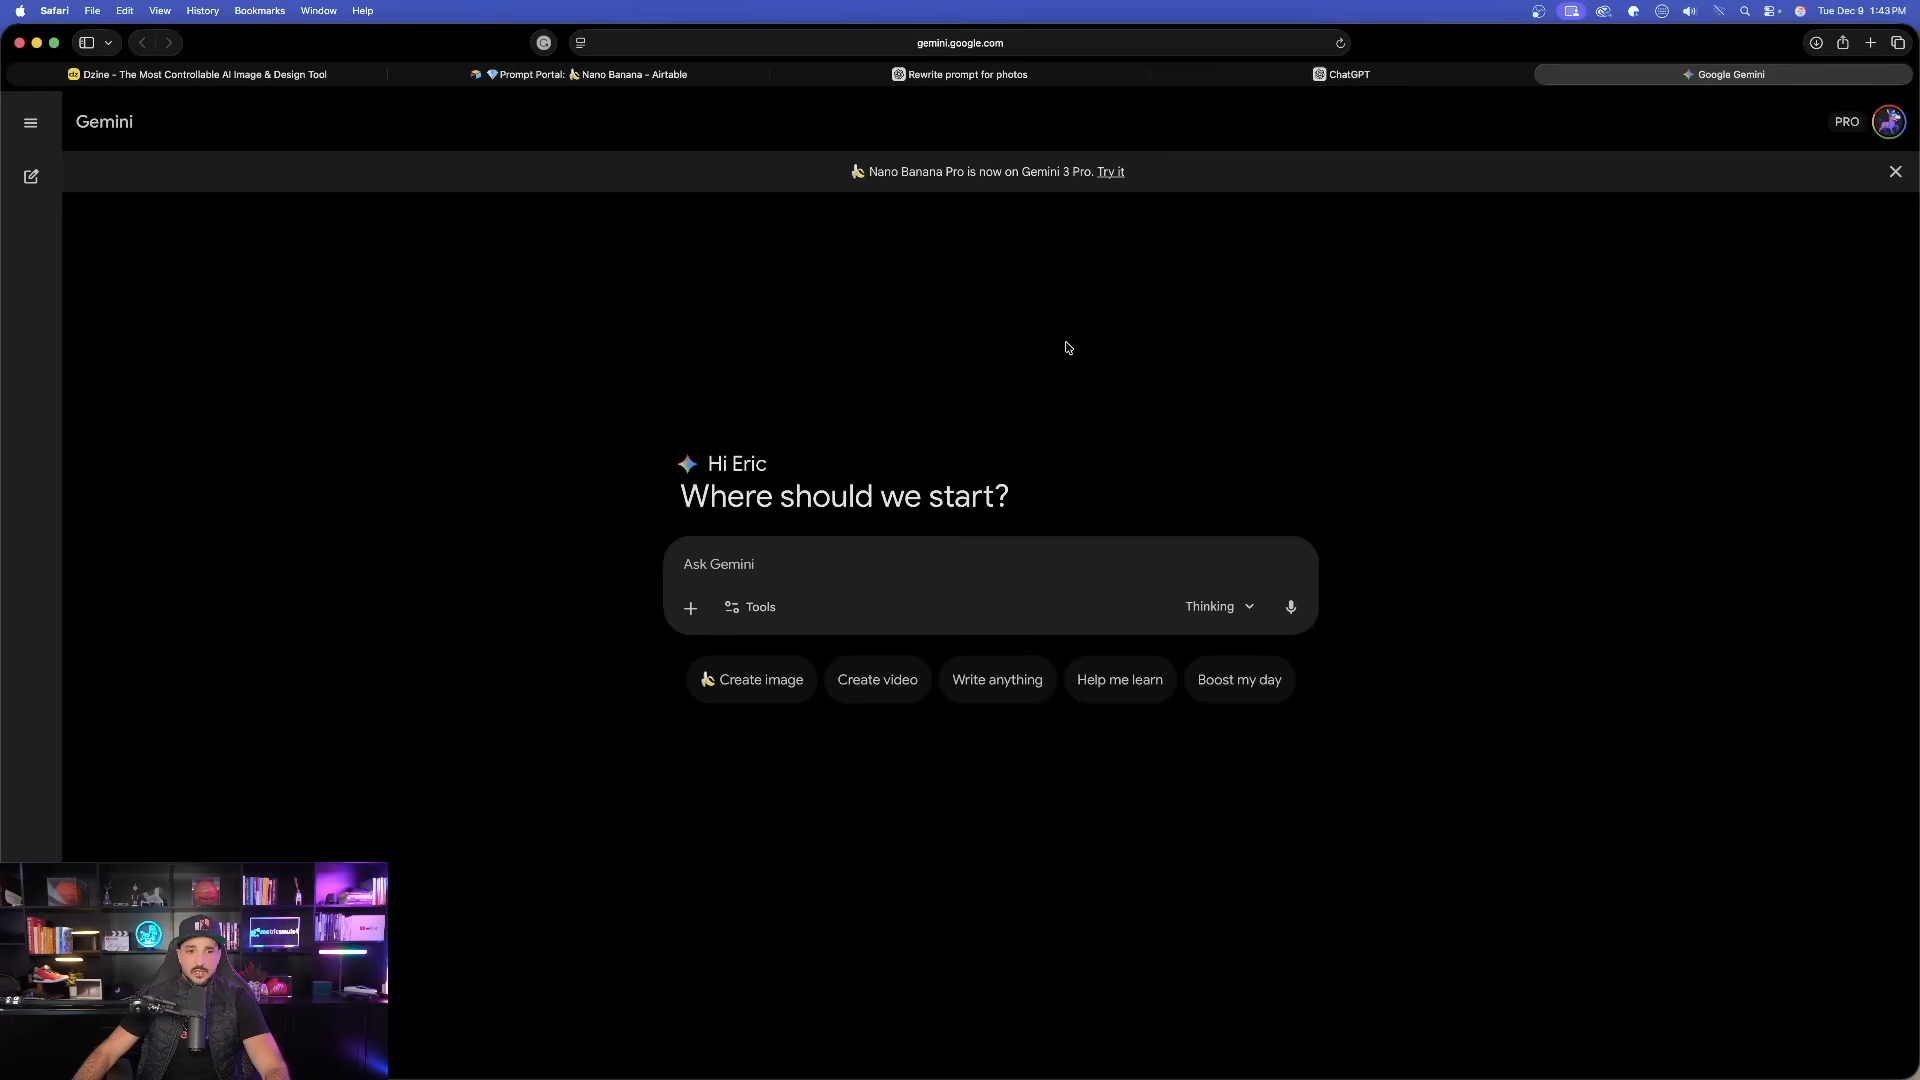 Safari File Edit View History Bookmarks Window Help
Tue Dec 9 1:43 PM
gemini.google.com
Dzine - The Most Controllable AI Image & Design Tool
💎Prompt Portal: 🍌Nano Banana - Airtable
Rewrite prompt for photos
ChatGPT
Google Gemini
Gemini
PRO
🍌 Nano Banana Pro is now on Gemini 3 Pro. Try it
Hi Eric
Where should we start?
Ask Gemini
Tools
Thinking
🍌 Create image
Create video
Write anything
Help me learn
Boost my day